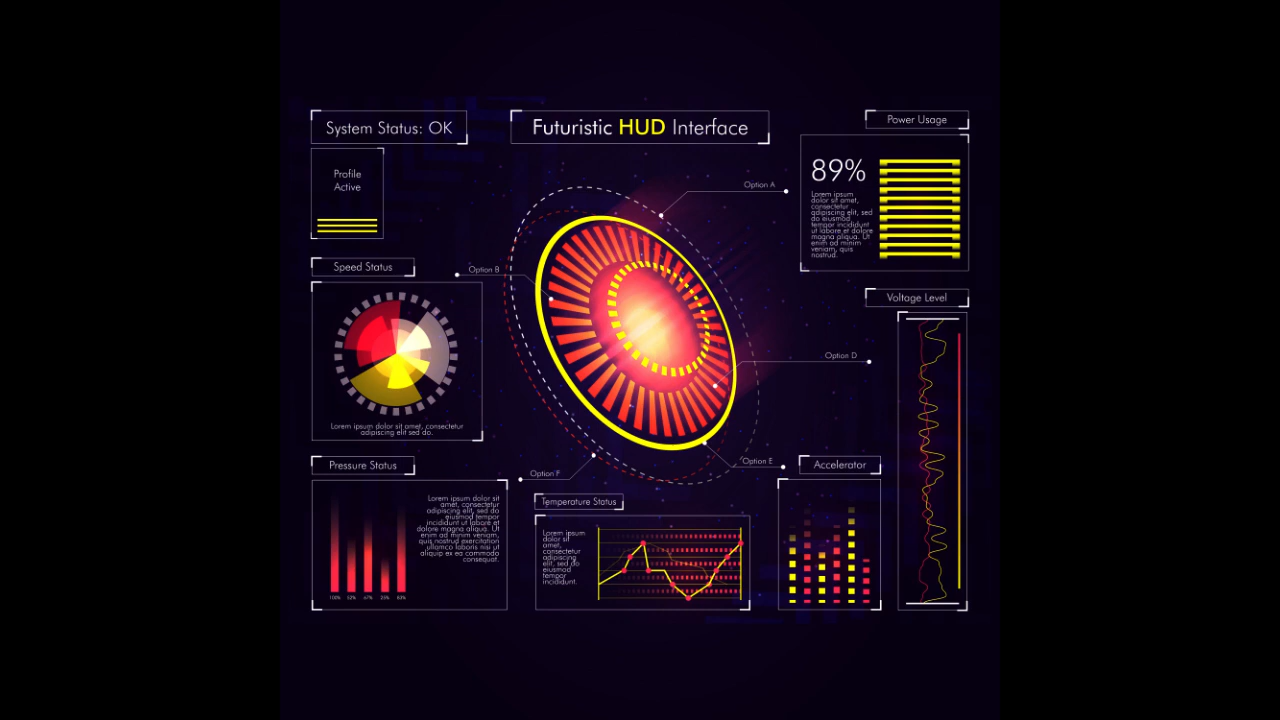 System Status: OK
Futuristic HUD Interface
Power Usage
Profile
Active
89%
Lorem ipsum
dolor sit amet,
consectetur
adipiscing elit, sed
do eiusmod
tempor incididunt
ut labore et dolore
magna aliqua. Ut
enim ad minim
veniam, quis
nostrud.
Option A
Speed Status
Option B
Voltage Level
Option D
Lorem ipsum dolor sit amet, consectetur
adipiscing elit sed do.
Pressure Status
Option F
Option E
Accelerator
Lorem ipsum dolor sit
amet, consectetur
adipiscing elit, sed do
eiusmod tempor
incididunt ut labore et
dolore magna aliqua. Ut
enim ad minim veniam,
quis nostrud exercitation
ullamco laboris nisi ut
aliquip ex ea commodo
consequat.
100% 52% 67% 25% 83%
Temperature Status
Lorem ipsum
dolor sit
amet,
consectetur
adipiscing
elit, sed do
eiusmod
tempor
incididunt.